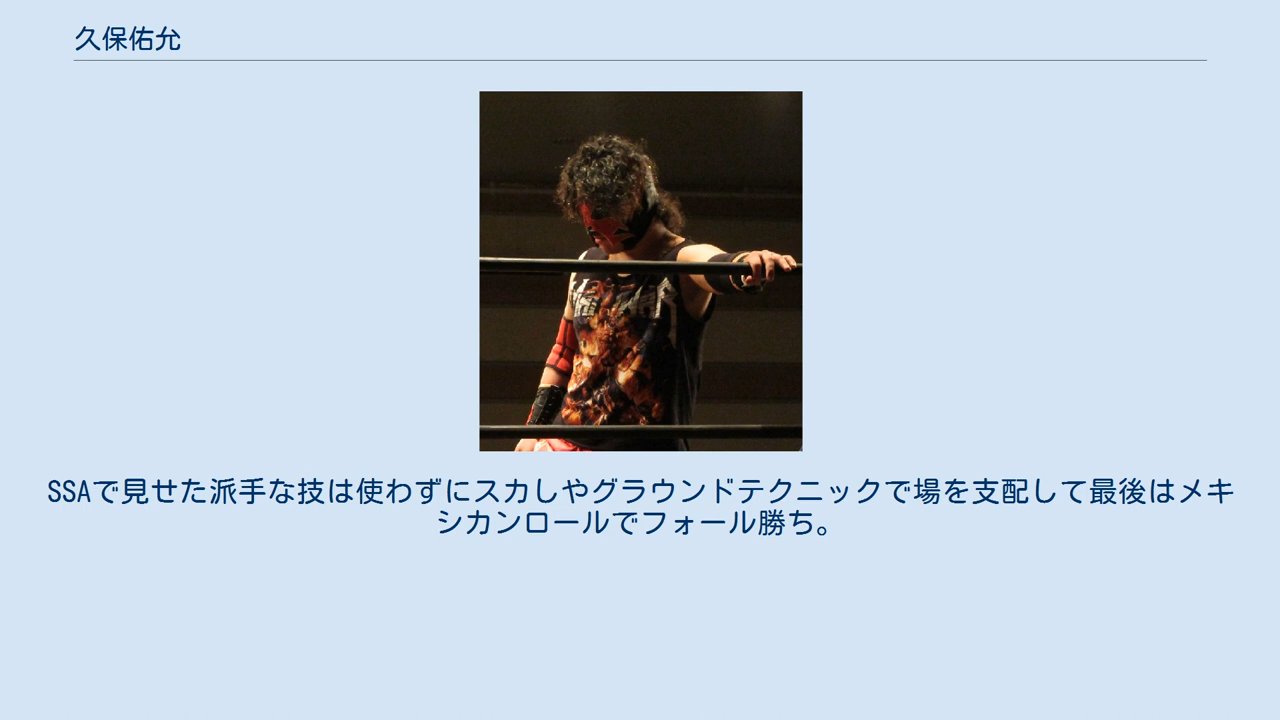 久保佑允
SSAで見せた派手な技は使わずにスカしやグラウンドテクニックで場を支配して最後はメキ
シカンロールでフォール勝ち。